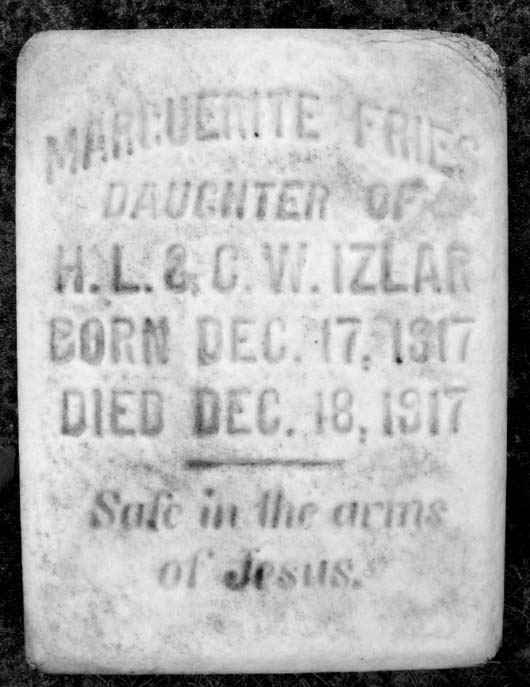 MARGUERITE FRIES
DAUGHTER OF
H. L. & C. W. IZLAR
BORN DEC. 17, 1917
DIED DEC. 18, 1917
Safe in the arms
of Jesus.